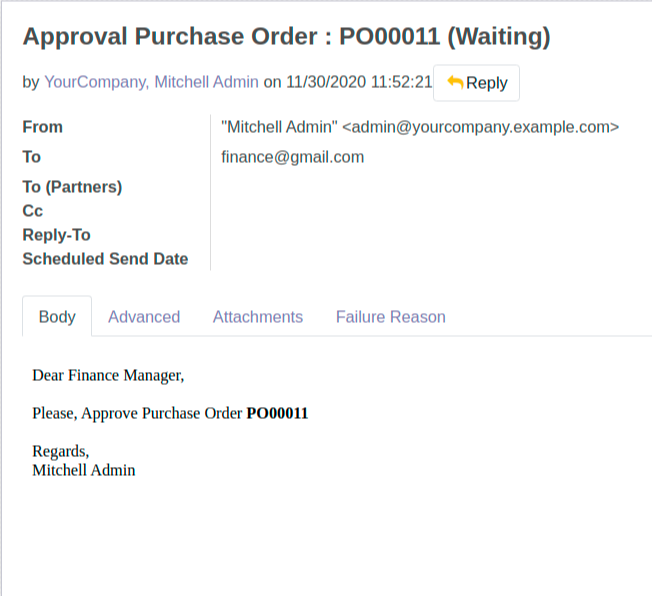 Approval Purchase Order : PO00011 (Waiting)
by YourCompany, Mitchell Admin on 11/30/2020 11:52:21 Reply
From "Mitchell Admin" <admin@yourcompany.example.com>
To finance@gmail.com
To (Partners)
Cc
Reply-To
Scheduled Send Date
Body Advanced Attachments Failure Reason
Dear Finance Manager,
Please, Approve Purchase Order PO00011
Regards,
Mitchell Admin